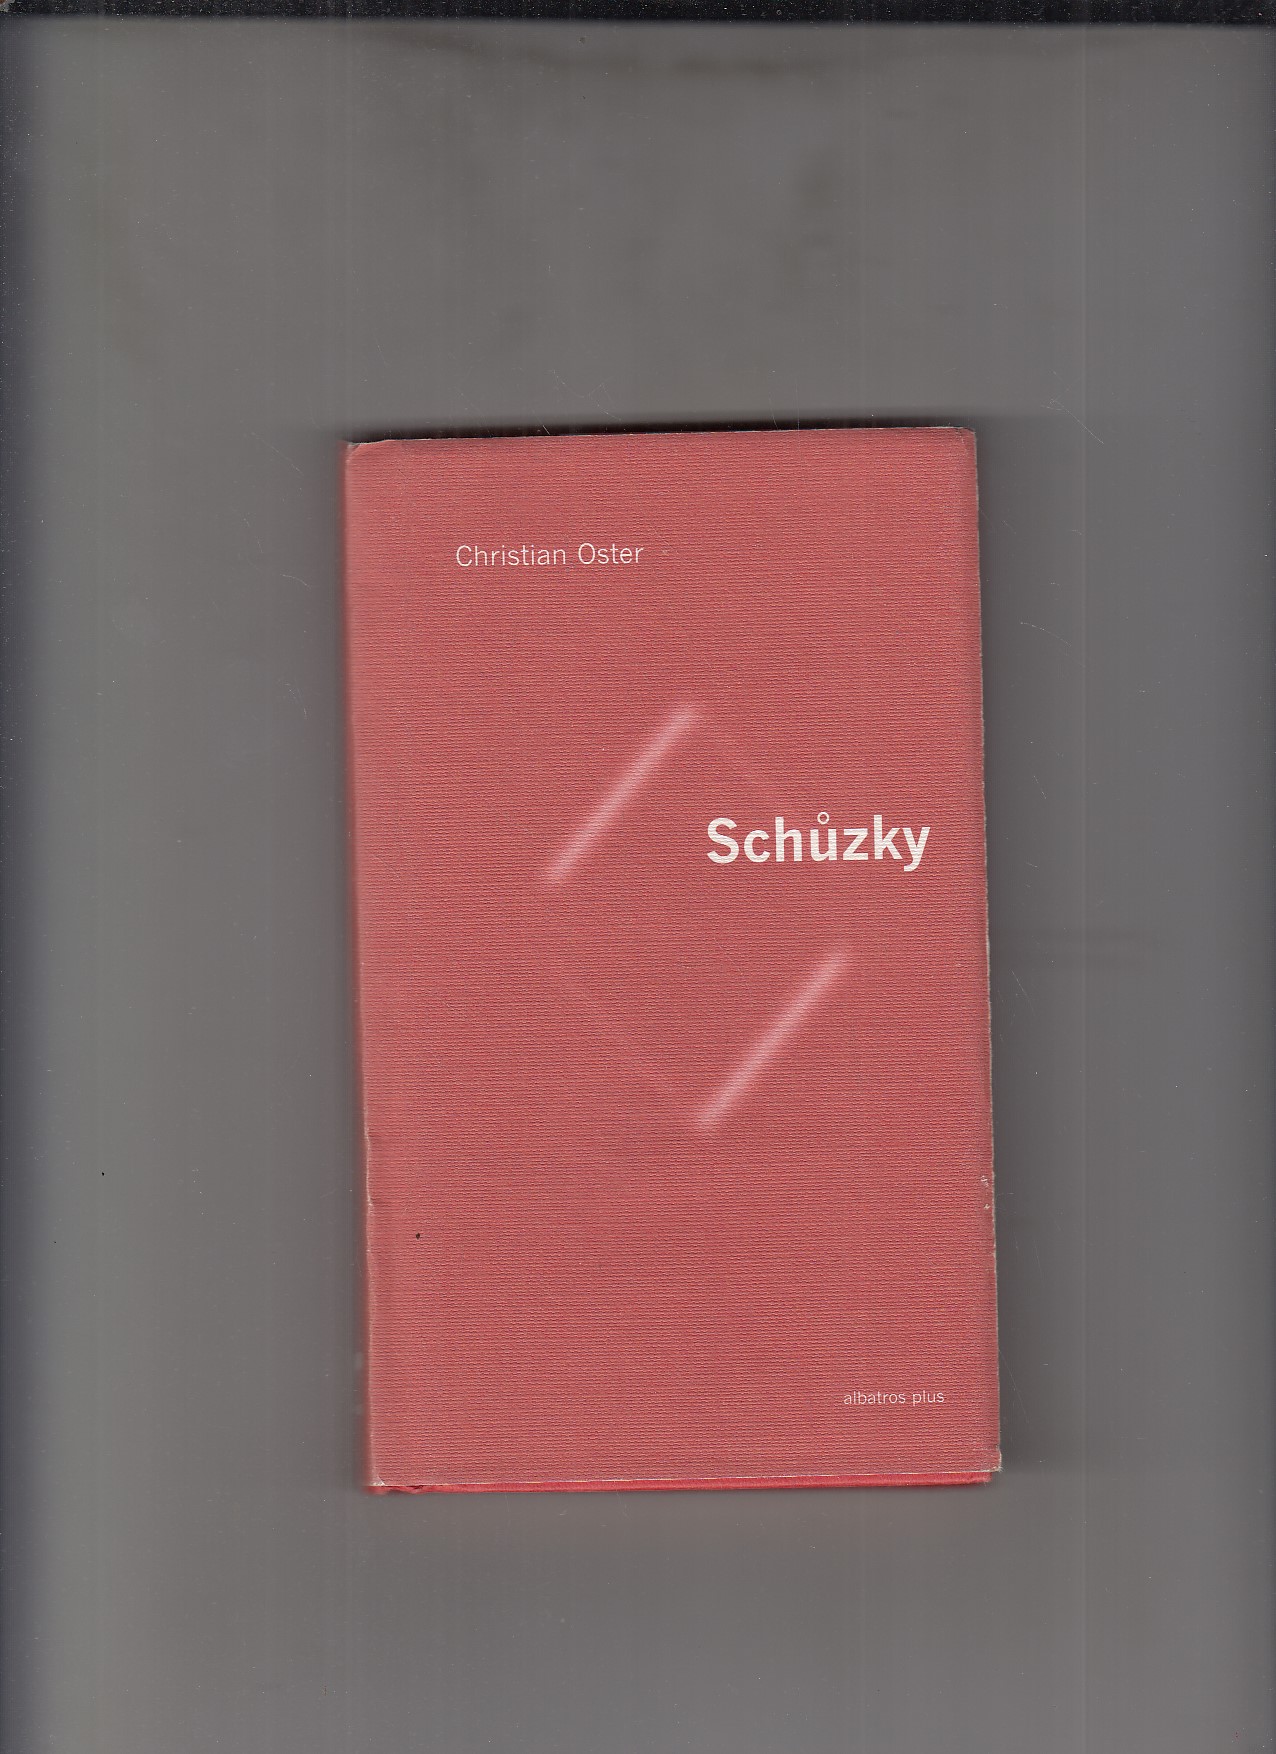 Christian Oster
Schůzky
albatros plus